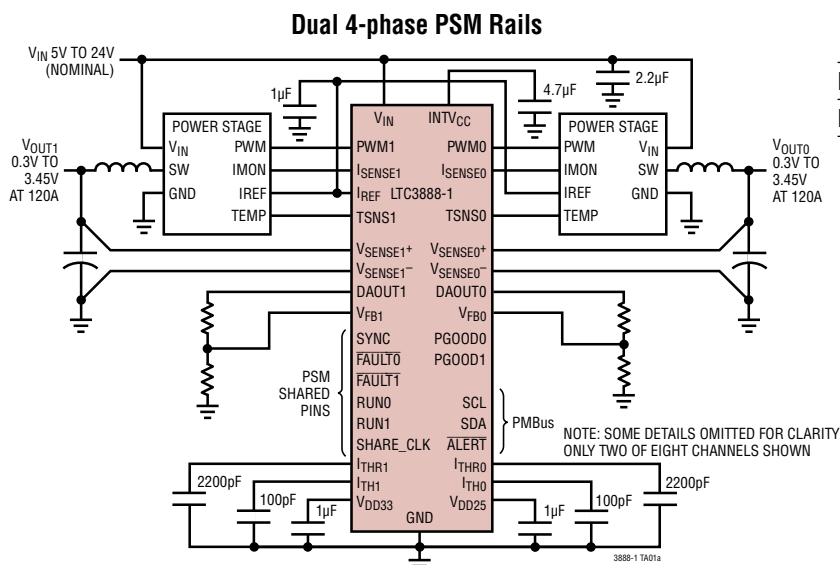 Dual 4-phase PSM Rails
VIN 5V TO 24V
(NOMINAL)
1µF
4.7µF
2.2µF
VOUT1
0.3V TO
3.45V
AT 120A
POWER STAGE
VIN
SW
GND
PWM
IMON
IREF
TEMP
VIN
INTVCC
PWM1
ISENSE1
IREF
TSNS1
LTC3888-1
PWM0
ISENSE0
TSNS0
POWER STAGE
PWM
IMON
IREF
TEMP
VIN
SW
GND
VOUT0
0.3V TO
3.45V
AT 120A
VSENSE1+
VSENSE1–
DAOUT1
VFB1
VSENSE0+
VSENSE0–
DAOUT0
VFB0
PSM
SHARED
PINS
SYNC
FAULT0
FAULT1
RUN0
RUN1
SHARE_CLK
PGOOD0
PGOOD1
SCL
SDA
ALERT
PMBus
NOTE: SOME DETAILS OMITTED FOR CLARITY
ONLY TWO OF EIGHT CHANNELS SHOWN
ITHR1
ITH1
VDD33
ITHR0
ITH0
VDD25
GND
2200pF
100pF
1µF
1µF
100pF
2200pF
3888-1 TA01a